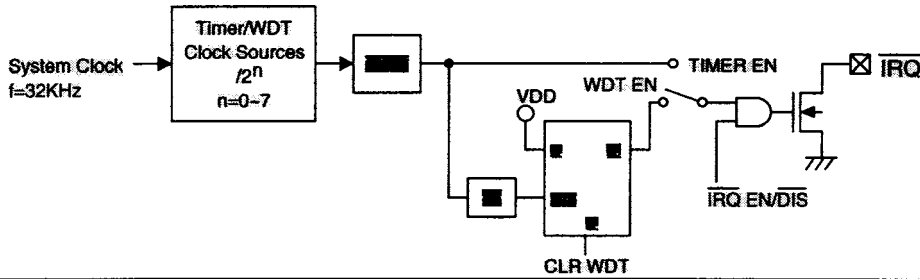 System Clock
f=32KHz
Timer/WDT
Clock Sources
/2ⁿ
n=0~7
VDD
CLR WDT
TIMER EN
WDT EN
IRQ EN/DIS
IRQ